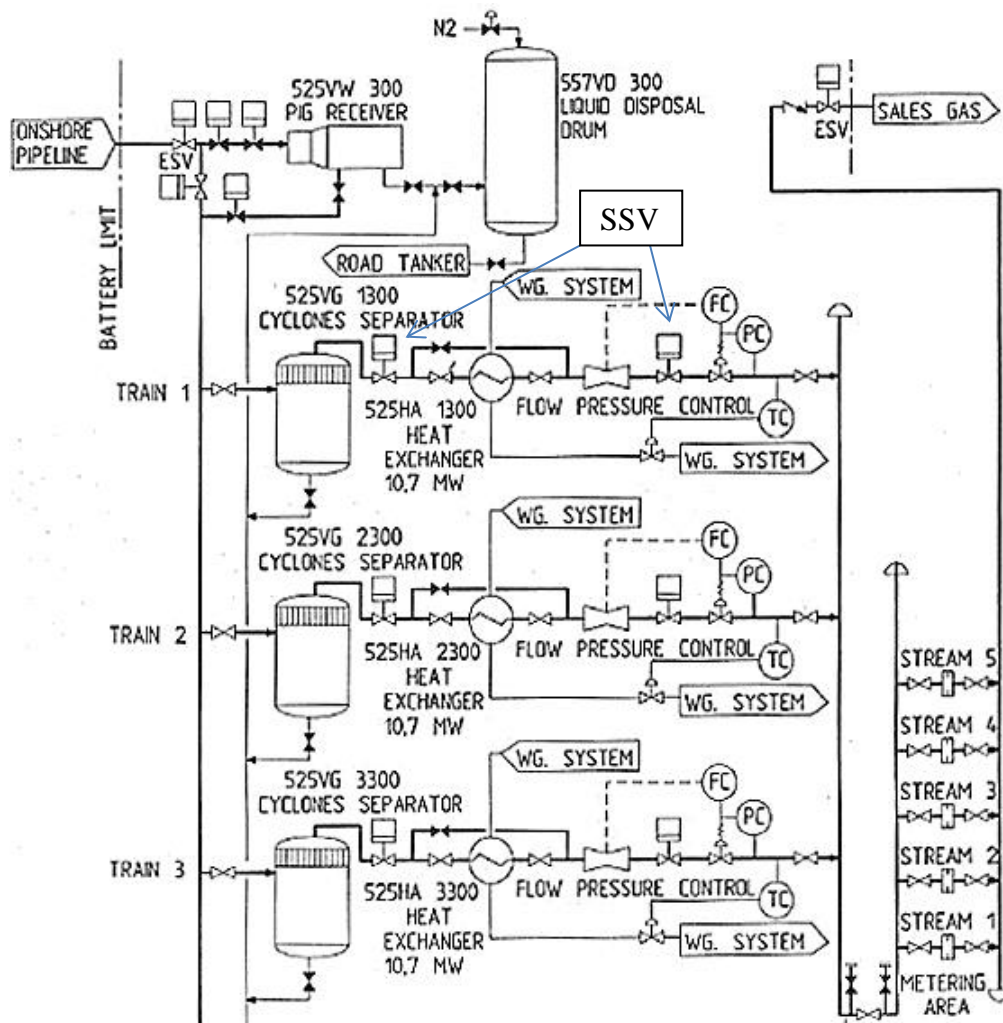 N2
525VW 300
PIG RECEIVER
557VD 300
LIQUID DISPOSAL
DRUM
ONSHORE
PIPELINE
ESV
ESV
SALES GAS
BATTERY LIMIT
SSV
ROAD TANKER
WG. SYSTEM
525VG 1300
CYCLONES SEPARATOR
FC
PC
TRAIN 1
525HA 1300
HEAT
EXCHANGER
10,7 MW
FLOW PRESSURE CONTROL
TC
WG. SYSTEM
WG. SYSTEM
525VG 2300
CYCLONES SEPARATOR
FC
PC
TRAIN 2
525HA 2300
HEAT
EXCHANGER
10,7 MW
FLOW PRESSURE CONTROL
TC
WG. SYSTEM
WG. SYSTEM
525VG 3300
CYCLONES SEPARATOR
FC
PC
TRAIN 3
525HA 3300
HEAT
EXCHANGER
10,7 MW
FLOW PRESSURE CONTROL
TC
WG. SYSTEM
STREAM 5
STREAM 4
STREAM 3
STREAM 2
STREAM 1
METERING
AREA